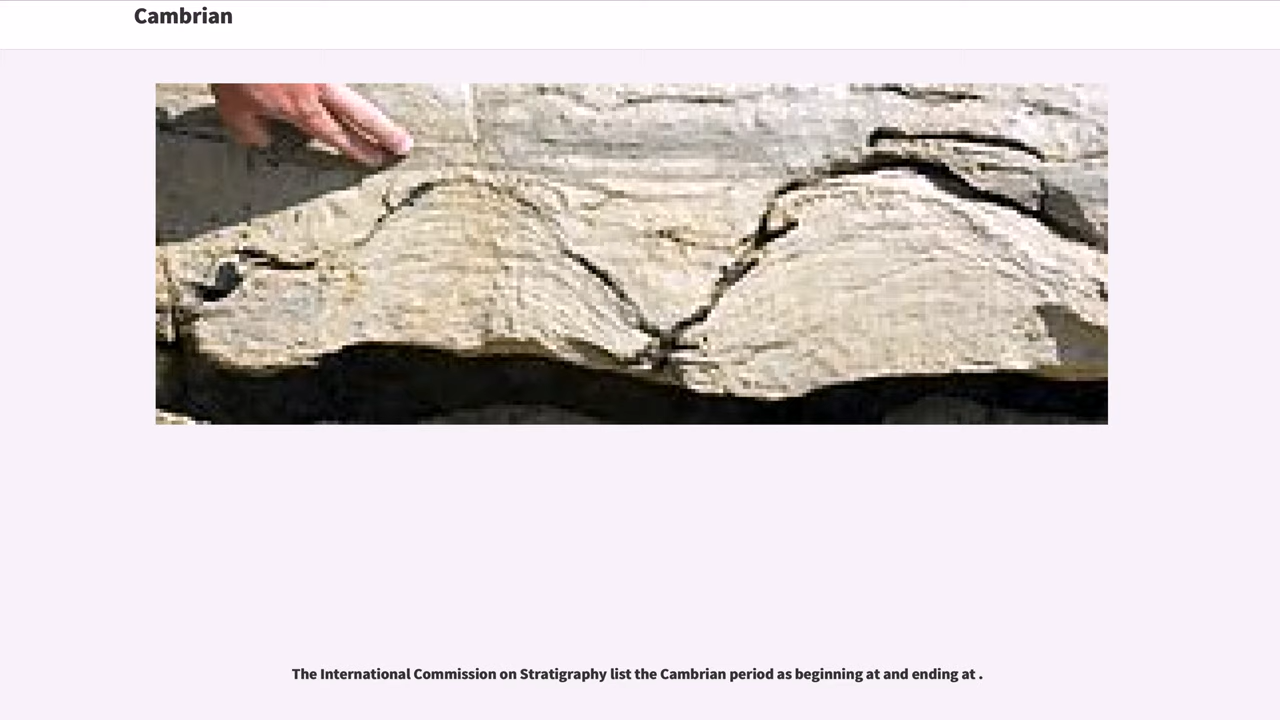 Cambrian
The International Commission on Stratigraphy list the Cambrian period as beginning at and ending at .